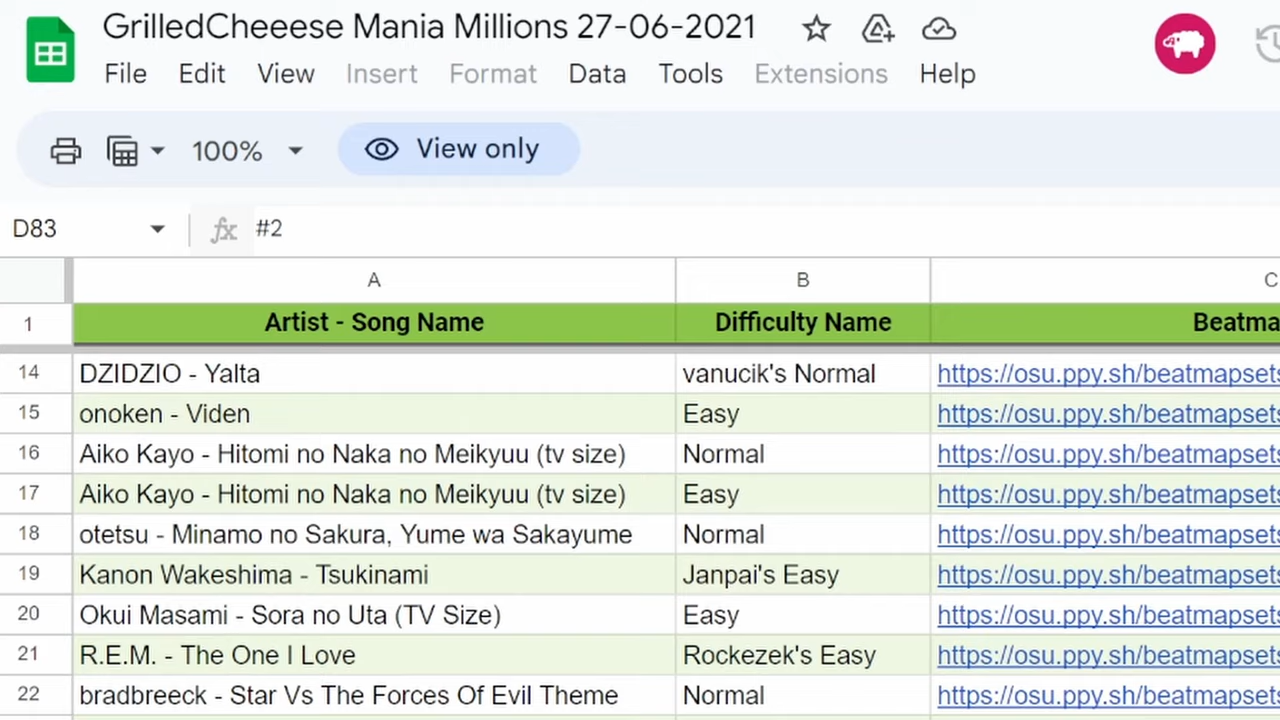 GrilledCheeese Mania Millions 27-06-2021
File Edit View Insert Format Data Tools Extensions Help
100% View only
D83 fx #2
A B C
1 Artist - Song Name Difficulty Name Beatma
14 DZIDZIO - Yalta vanucik's Normal https://osu.ppy.sh/beatmapsets
15 onoken - Viden Easy https://osu.ppy.sh/beatmapsets
16 Aiko Kayo - Hitomi no Naka no Meikyuu (tv size) Normal https://osu.ppy.sh/beatmapsets
17 Aiko Kayo - Hitomi no Naka no Meikyuu (tv size) Easy https://osu.ppy.sh/beatmapsets
18 otetsu - Minamo no Sakura, Yume wa Sakayume Normal https://osu.ppy.sh/beatmapsets
19 Kanon Wakeshima - Tsukinami Janpai's Easy https://osu.ppy.sh/beatmapsets
20 Okui Masami - Sora no Uta (TV Size) Easy https://osu.ppy.sh/beatmapsets
21 R.E.M. - The One I Love Rockezek's Easy https://osu.ppy.sh/beatmapsets
22 bradbreeck - Star Vs The Forces Of Evil Theme Normal https://osu.ppy.sh/beatmapsets